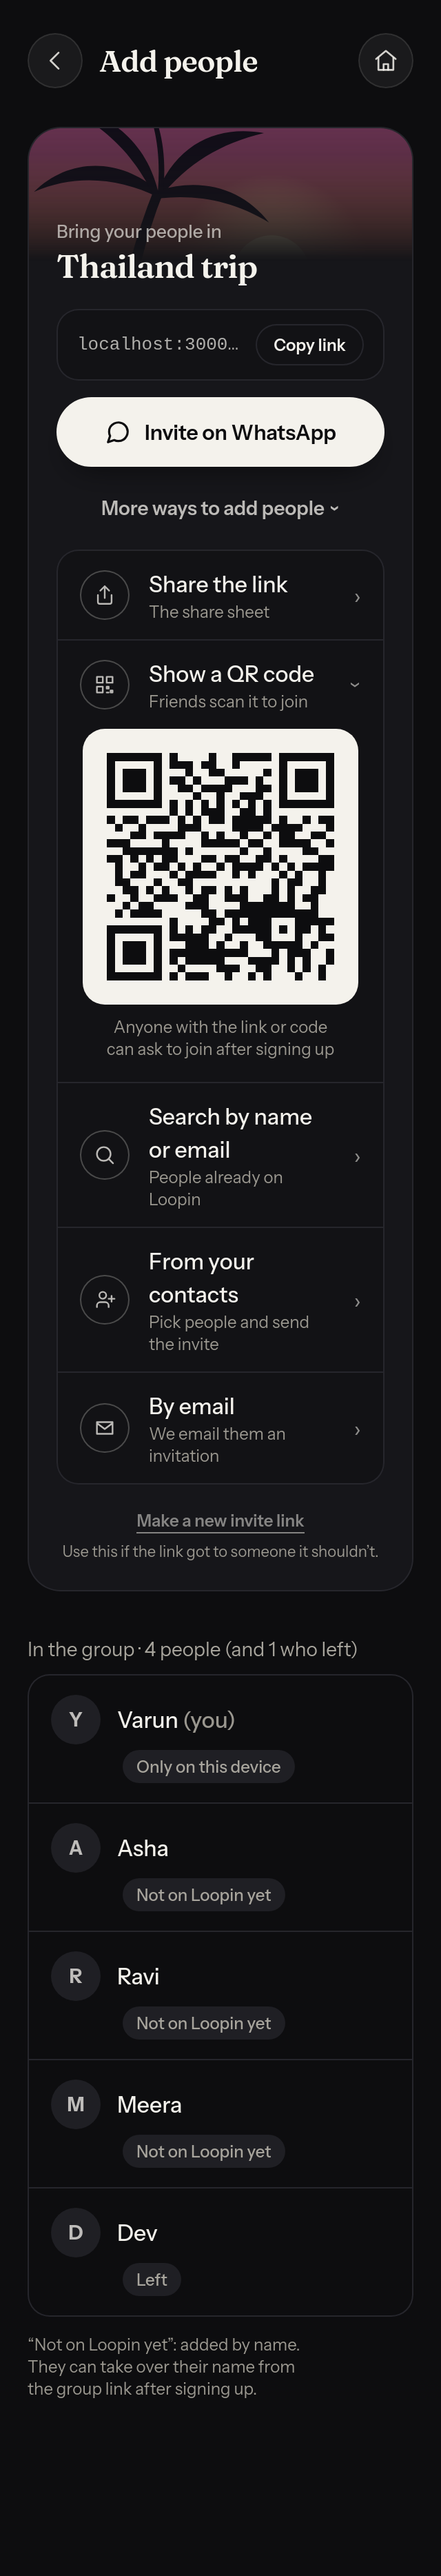 Add people
Bring your people in
Thailand trip
localhost:3000…
Copy link
Invite on WhatsApp
More ways to add people
Share the link
The share sheet
Show a QR code
Friends scan it to join
Anyone with the link or code
can ask to join after signing up
Search by name
or email
People already on
Loopin
From your
contacts
Pick people and send
the invite
By email
We email them an
invitation
Make a new invite link
Use this if the link got to someone it shouldn’t.
In the group · 4 people (and 1 who left)
Y
Varun (you)
Only on this device
A
Asha
Not on Loopin yet
R
Ravi
Not on Loopin yet
M
Meera
Not on Loopin yet
D
Dev
Left
“Not on Loopin yet”: added by name.
They can take over their name from
the group link after signing up.